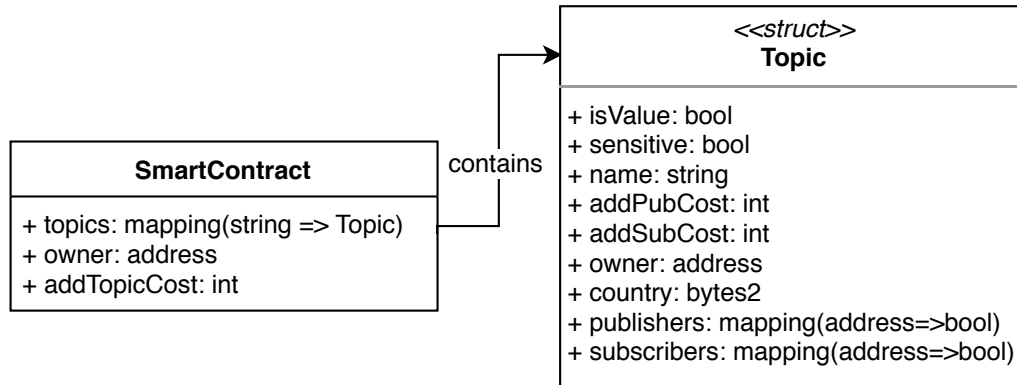 SmartContract
+ topics: mapping(string => Topic)
+ owner: address
+ addTopicCost: int
contains
<<struct>>
Topic
+ isValue: bool
+ sensitive: bool
+ name: string
+ addPubCost: int
+ addSubCost: int
+ owner: address
+ country: bytes2
+ publishers: mapping(address=>bool)
+ subscribers: mapping(address=>bool)